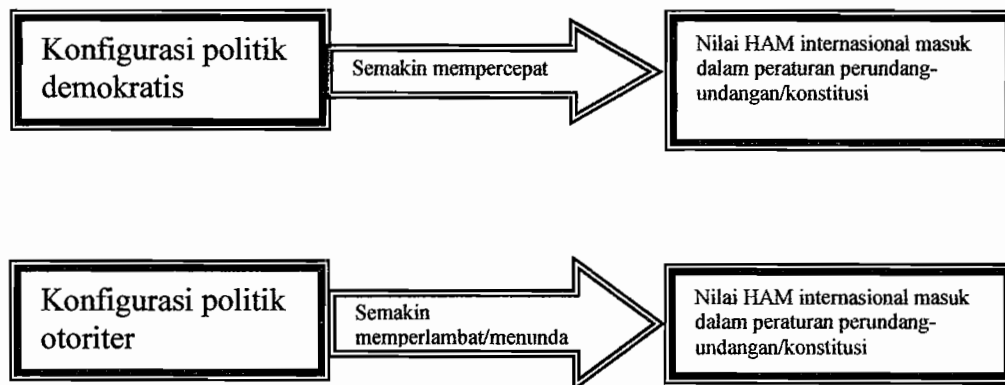 Konfigurasi politik
demokratis
Semakin mempercepat
Nilai HAM internasional masuk
dalam peraturan perundang-
undangan/konstitusi
Konfigurasi politik
otoriter
Semakin
memperlambat/menunda
Nilai HAM internasional masuk
dalam peraturan perundang-
undangan/konstitusi